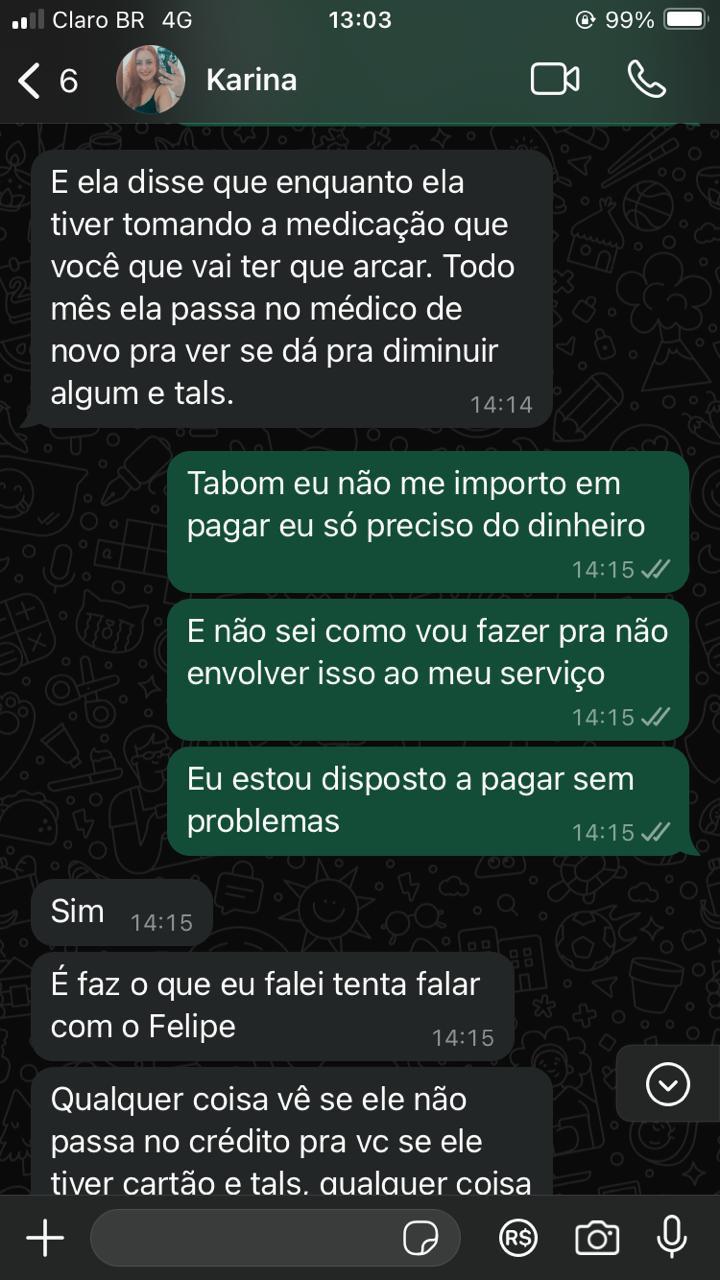 Claro BR 4G 13:03 99%
6 Karina
E ela disse que enquanto ela
tiver tomando a medicação que
você que vai ter que arcar. Todo
mês ela passa no médico de
novo pra ver se dá pra diminuir
algum e tals. 14:14
Tabom eu não me importo em
pagar eu só preciso do dinheiro
14:15
E não sei como vou fazer pra não
envolver isso ao meu serviço
14:15
Eu estou disposto a pagar sem
problemas 14:15
Sim 14:15
É faz o que eu falei tenta falar
com o Felipe 14:15
Qualquer coisa vê se ele não
passa no crédito pra vc se ele
tiver cartão e tals, qualquer coisa
R$